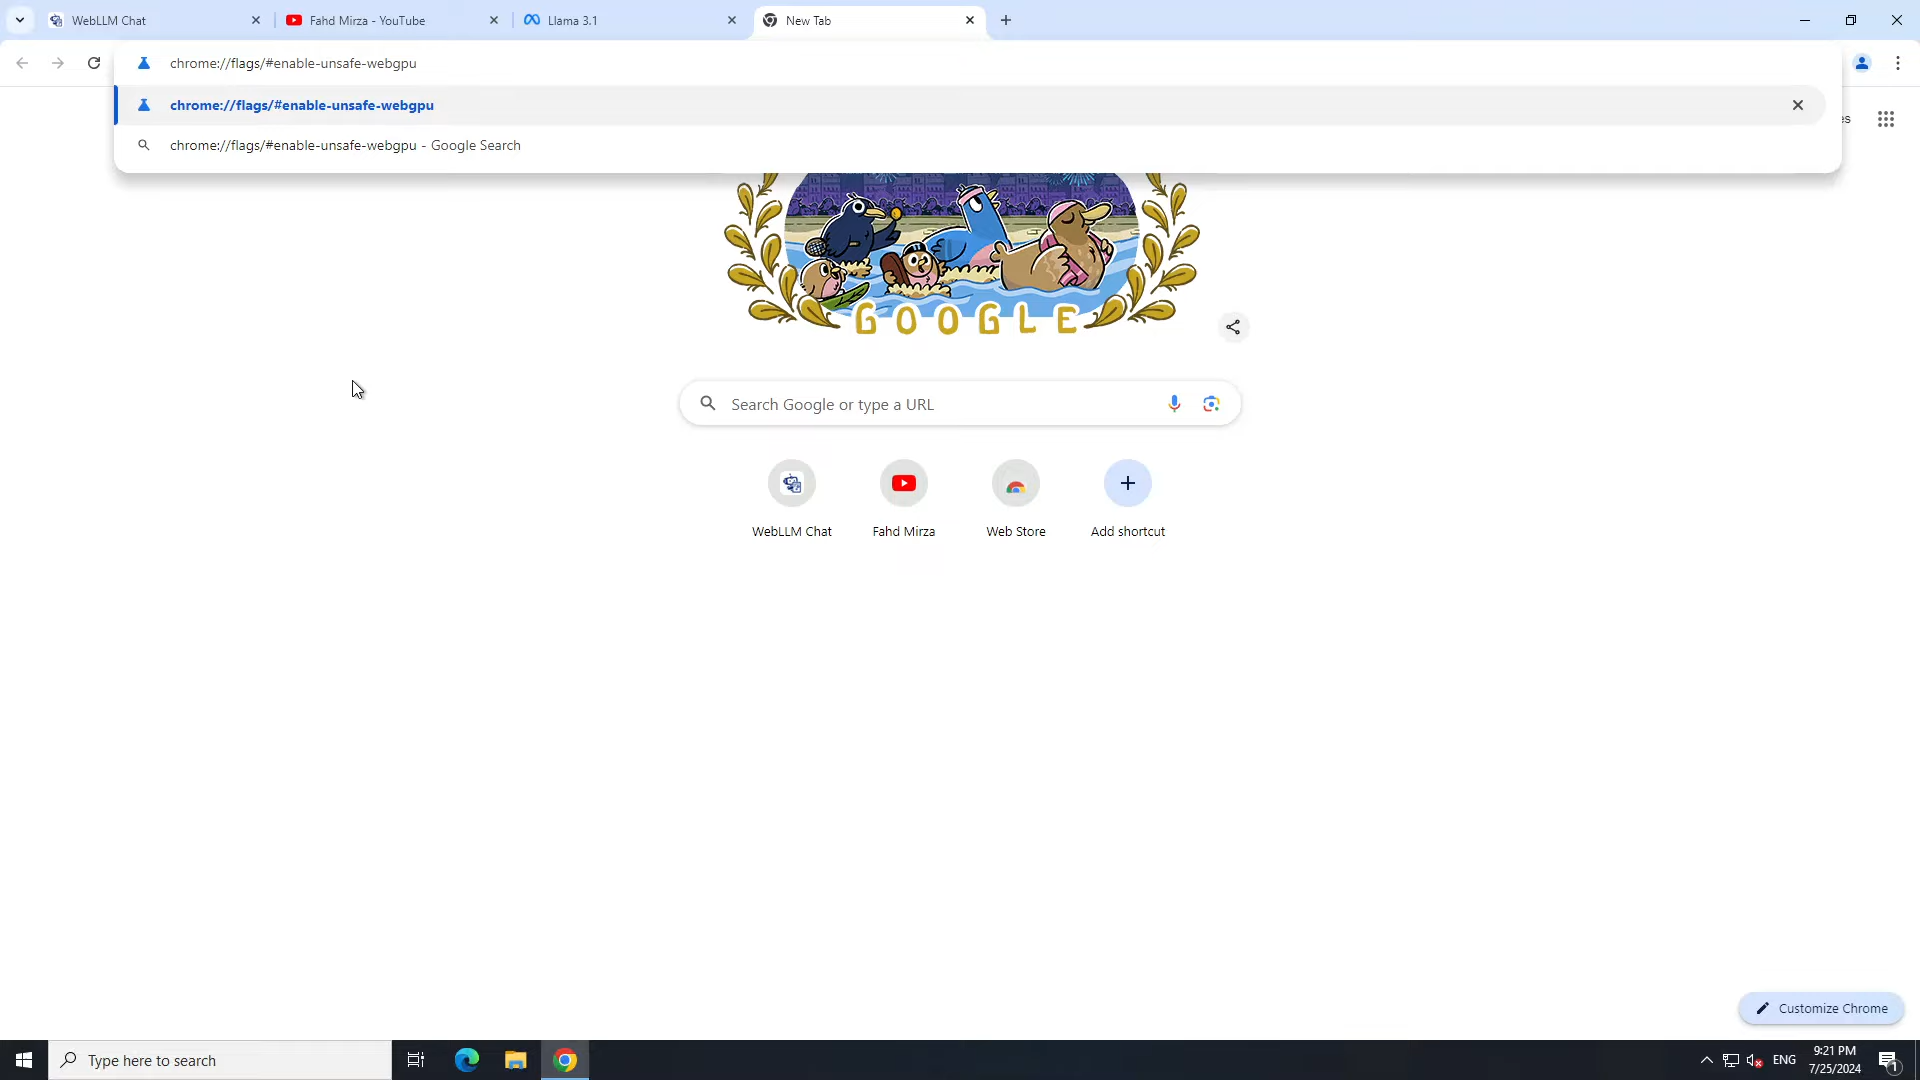 WebLLM Chat
Fahd Mirza - YouTube
Llama 3.1
New Tab
chrome://flags/#enable-unsafe-webgpu
chrome://flags/#enable-unsafe-webgpu
chrome://flags/#enable-unsafe-webgpu - Google Search
GOOGLE
Search Google or type a URL
WebLLM Chat
Fahd Mirza
Web Store
Add shortcut
Customize Chrome
Type here to search
ENG
9:21 PM
7/25/2024
1